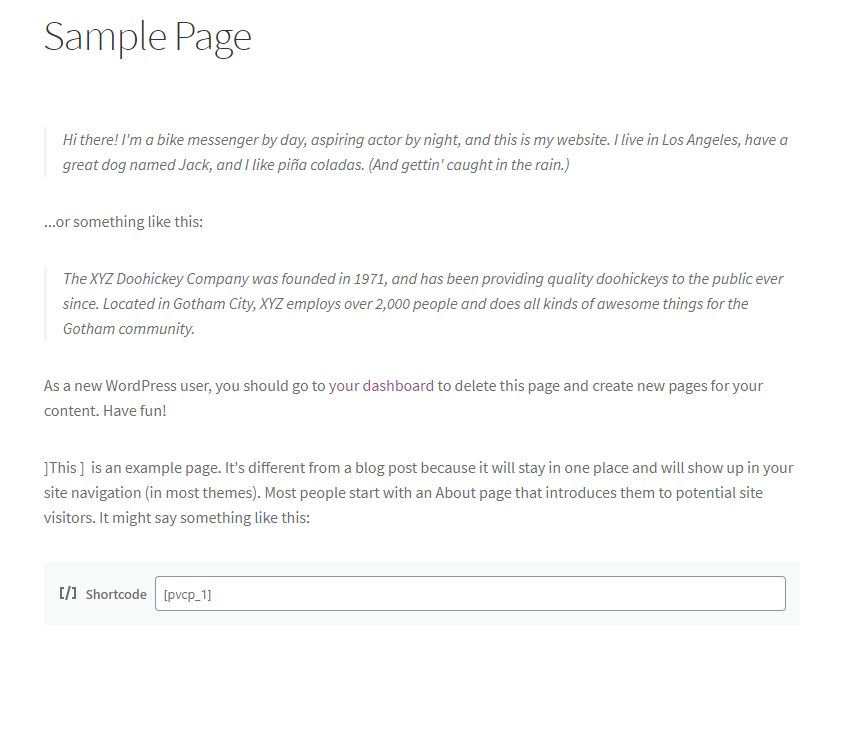 Sample Page
Hi there! I'm a bike messenger by day, aspiring actor by night, and this is my website. I live in Los Angeles, have a
great dog named Jack, and I like piña coladas. (And gettin' caught in the rain.)
...or something like this:
The XYZ Doohickey Company was founded in 1971, and has been providing quality doohickeys to the public ever
since. Located in Gotham City, XYZ employs over 2,000 people and does all kinds of awesome things for the
Gotham community.
As a new WordPress user, you should go to your dashboard to delete this page and create new pages for your
content. Have fun!
]This ]  is an example page. It's different from a blog post because it will stay in one place and will show up in your
site navigation (in most themes). Most people start with an About page that introduces them to potential site
visitors. It might say something like this:
[/] Shortcode [pvcp_1]